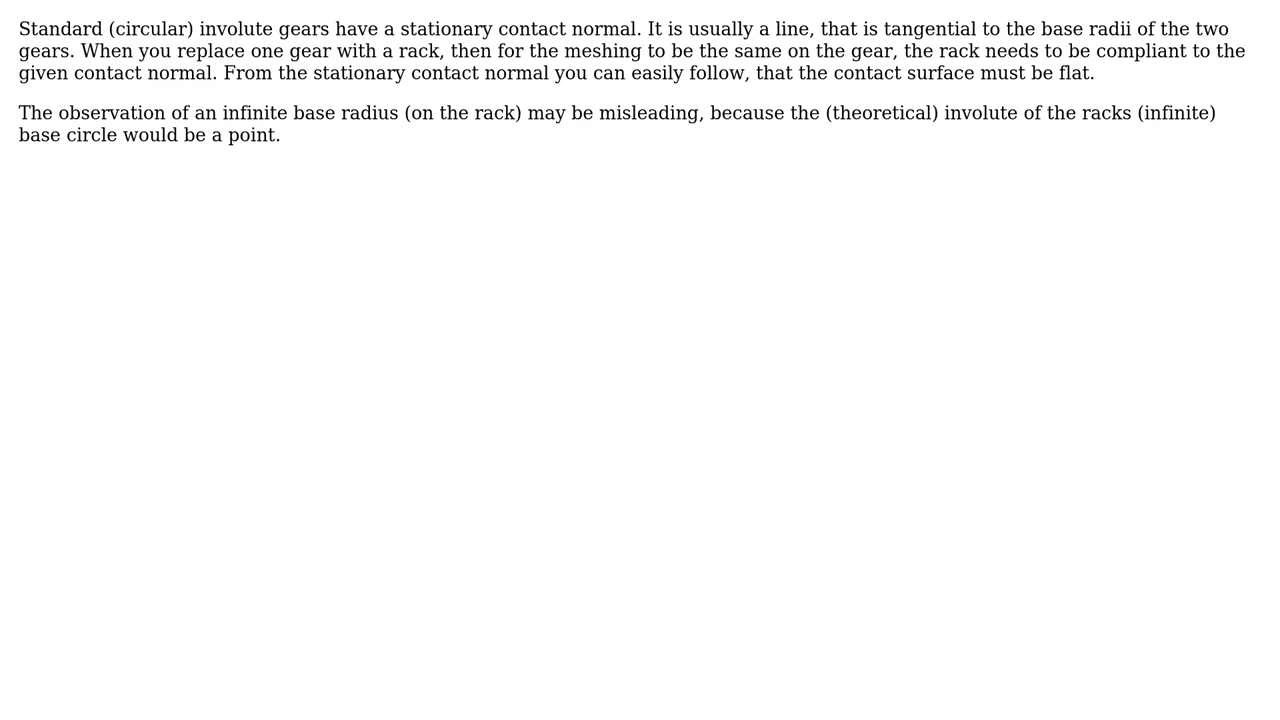 Standard (circular) involute gears have a stationary contact normal. It is usually a line, that is tangential to the base radii of the two
gears. When you replace one gear with a rack, then for the meshing to be the same on the gear, the rack needs to be compliant to the
given contact normal. From the stationary contact normal you can easily follow, that the contact surface must be flat.
The observation of an infinite base radius (on the rack) may be misleading, because the (theoretical) involute of the racks (infinite)
base circle would be a point.